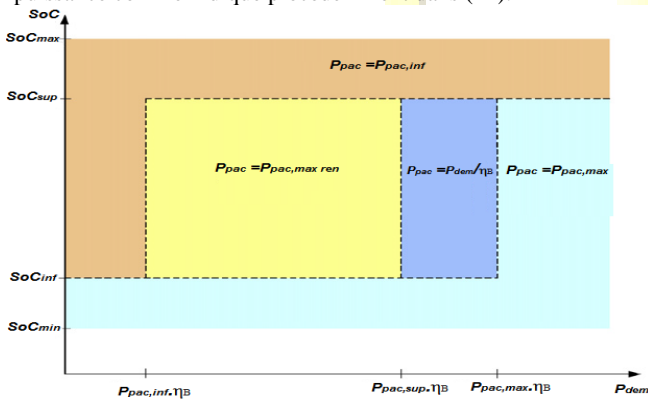 SoC
SoCmax
Ppac =Ppac,inf
SoCsup
Ppac =Ppac,max ren
Ppac =Pdem/ηB
Ppac =Ppac,max
SoCinf
SoCmin
Ppac,inf.ηB
Ppac,sup.ηB
Ppac,max.ηB
Pdem